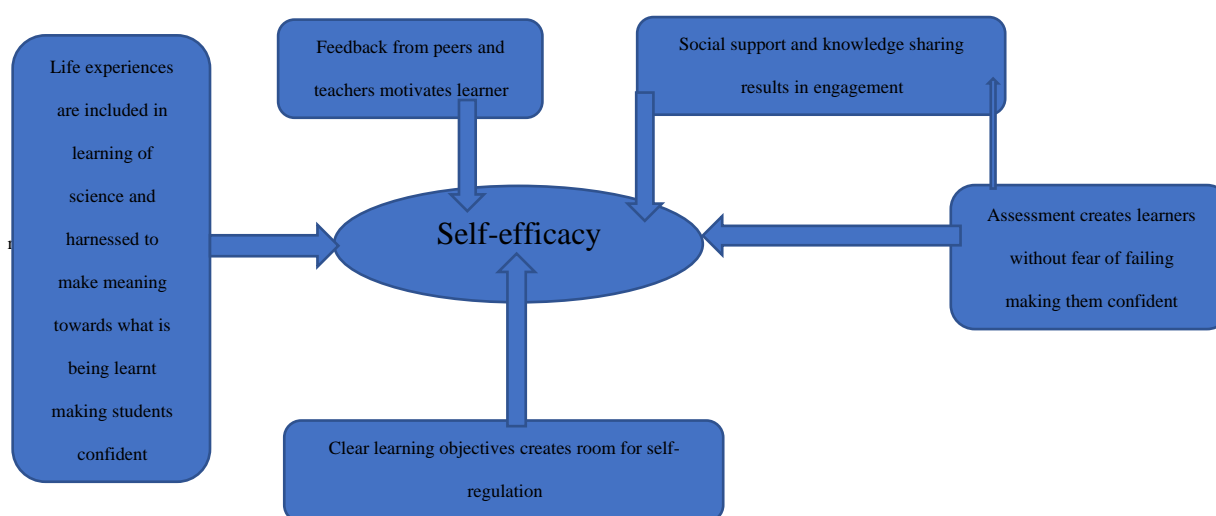 Life experiences
are included in
learning of
science and
harnessed to
make meaning
towards what is
being learnt
making students
confident
Feedback from peers and
teachers motivates learner
Social support and knowledge sharing
results in engagement
Self-efficacy
Assessment creates learners
without fear of failing
making them confident
Clear learning objectives creates room for self-
regulation